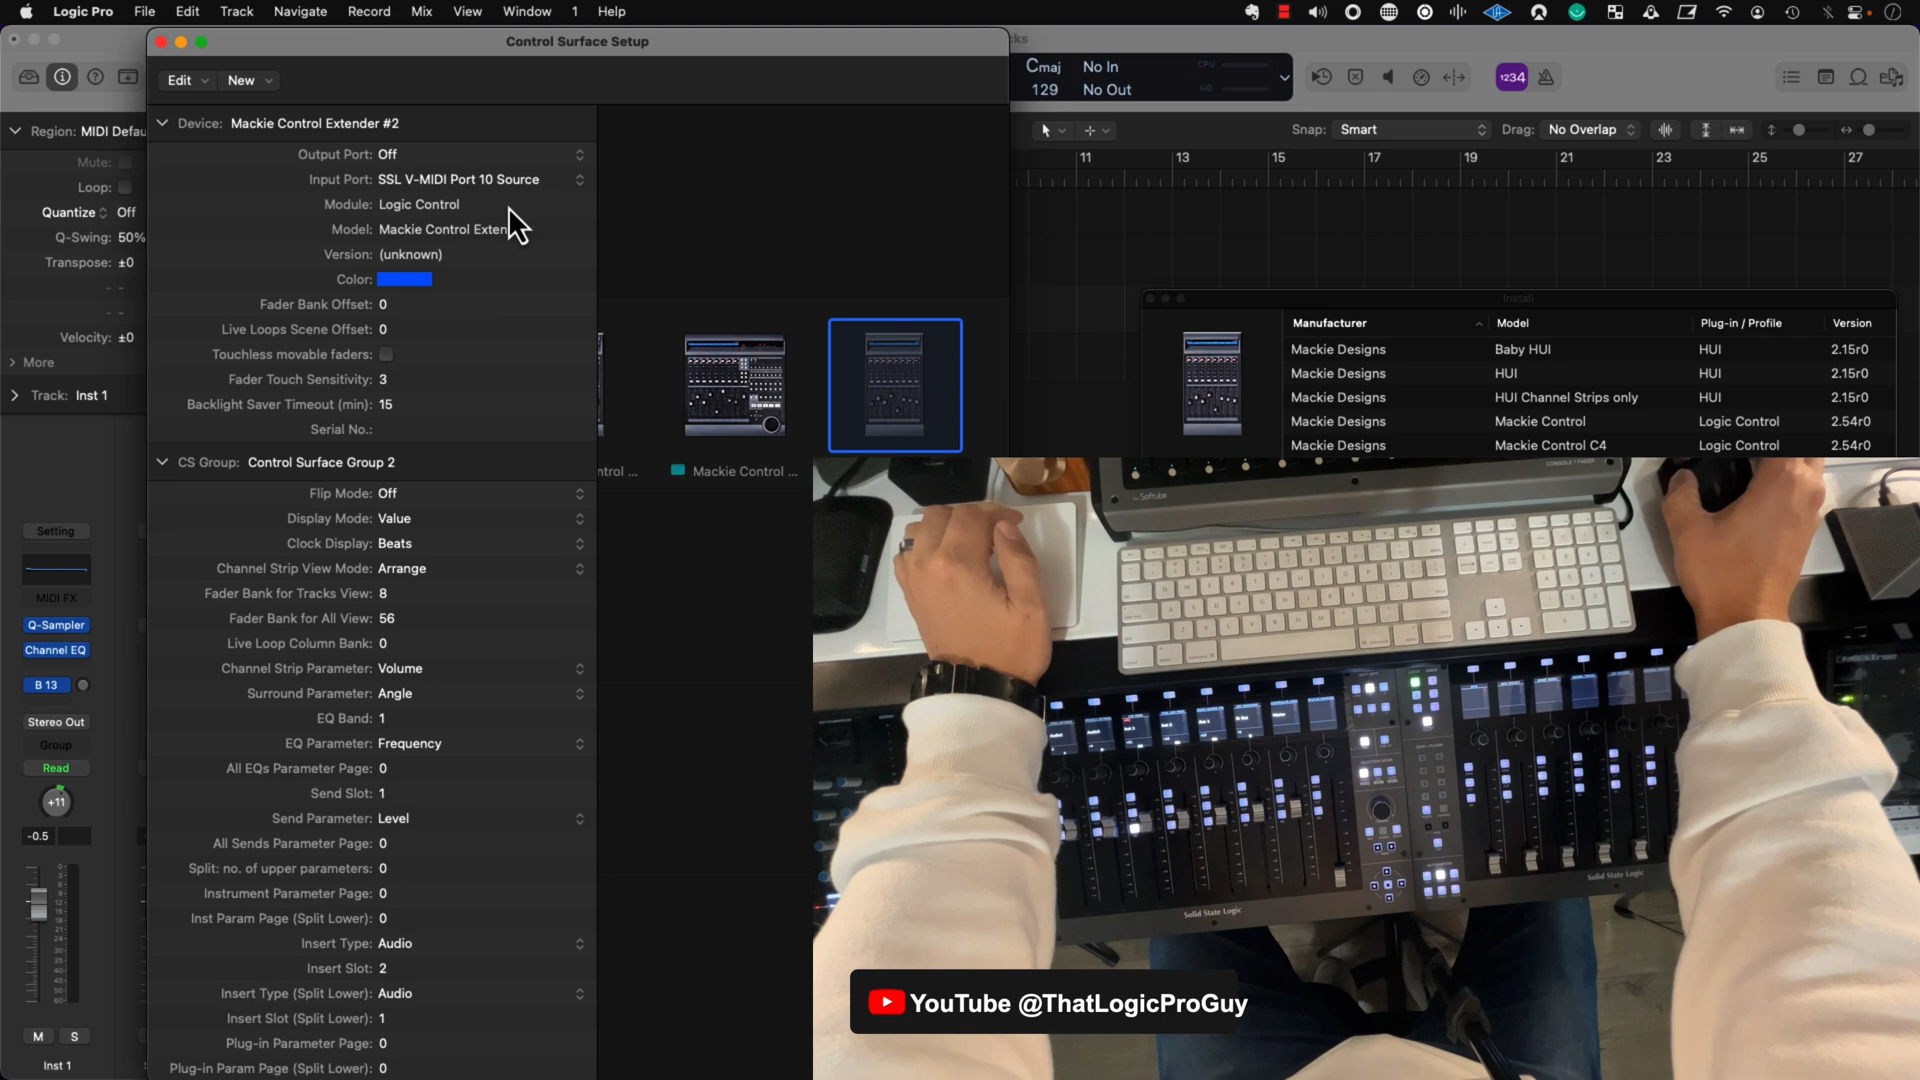 Logic Pro File Edit Track Navigate Record Mix View Window 1 Help
Control Surface Setup
cks
Edit New
Cmaj No In CPU
129 No Out HD
1234
Device: Mackie Control Extender #2
Output Port: Off
Input Port: SSL V-MIDI Port 10 Source
Module: Logic Control
Model: Mackie Control Exten
Version: (unknown)
Color:
Fader Bank Offset: 0
Live Loops Scene Offset: 0
Touchless movable faders:
Fader Touch Sensitivity: 3
Backlight Saver Timeout (min): 15
Serial No.:
CS Group: Control Surface Group 2
Flip Mode: Off
Display Mode: Value
Clock Display: Beats
Channel Strip View Mode: Arrange
Fader Bank for Tracks View: 8
Fader Bank for All View: 56
Live Loop Column Bank: 0
Channel Strip Parameter: Volume
Surround Parameter: Angle
EQ Band: 1
EQ Parameter: Frequency
All EQs Parameter Page: 0
Send Slot: 1
Send Parameter: Level
All Sends Parameter Page: 0
Split: no. of upper parameters: 0
Instrument Parameter Page: 0
Inst Param Page (Split Lower): 0
Insert Type: Audio
Insert Slot: 2
Insert Type (Split Lower): Audio
Insert Slot (Split Lower): 1
Plug-in Parameter Page: 0
Plug-in Param Page (Split Lower): 0
Region: MIDI Defau
Mute:
Loop:
Quantize Off
Q-Swing: 50%
Transpose: ±0
Velocity: ±0
More
Track: Inst 1
Setting
MIDI FX
Q-Sampler
Channel EQ
B 13
Stereo Out
Group
Read
+11
-0.5
M S
Inst 1
ntrol ...
Mackie Control ...
Snap: Smart Drag: No Overlap
11 13 15 17 19 21 23 25 27
Install
Manufacturer Model Plug-in / Profile Version
Mackie Designs Baby HUI HUI 2.15r0
Mackie Designs HUI HUI 2.15r0
Mackie Designs HUI Channel Strips only HUI 2.15r0
Mackie Designs Mackie Control Logic Control 2.54r0
Mackie Designs Mackie Control C4 Logic Control 2.54r0
Softube
CONSOLE 1 FADER
Solid State Logic
Solid State Logic
YouTube @ThatLogicProGuy